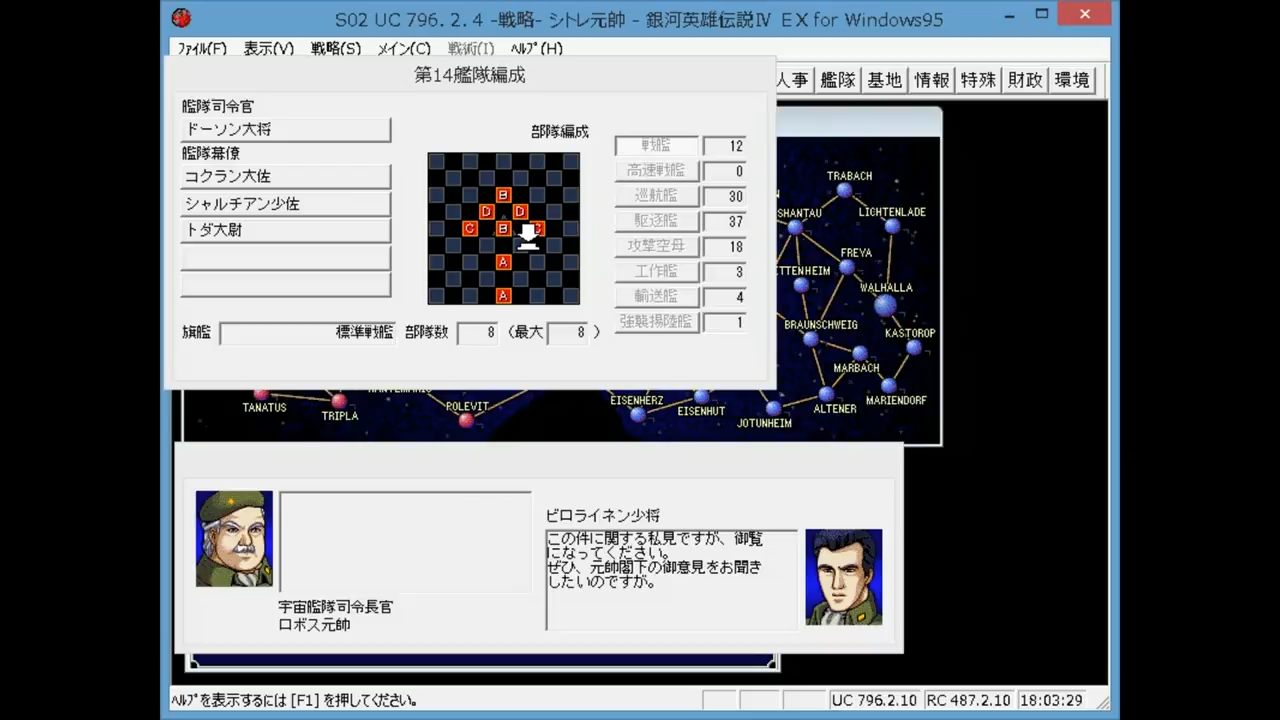 S02 UC 796. 2. 4 -戦略- シトレ元帥 - 銀河英雄伝説Ⅳ EX for Windows95
ﾌｧｲﾙ(F) 表示(V) 戦略(S) メイン(C) 戦術(I) ﾍﾙﾌﾟ(H)
第14艦隊編成
人事 艦隊 基地 情報 特殊 財政 環境
艦隊司令官
ドーソン大将
艦隊幕僚
コクラン大佐
シャルチアン少佐
トダ大尉
部隊編成
B
D D
C B C
A
A
戦艦 12
高速戦艦 0
巡航艦 30
駆逐艦 37
攻撃空母 18
工作艦 3
輸送艦 4
強襲揚陸艦 1
旗艦 標準戦艦 部隊数 8 (最大 8 )
TRABACH
SHANTAU LICHTENLADE
FREYA
ETTENHEIM
WALHALLA
BRAUNSCHWEIG
KASTOROP
MARBACH
EISENHERZ MARIENDORF
TANATUS ROLEVIT EISENHUT ALTENER
TRIPLA
JOTUNHEIM
ビロライネン少将
この件に関する私見ですが、御覧
になってください。
ぜひ、元帥閣下の御意見をお聞き
したいのですが。
宇宙艦隊司令長官
ロボス元帥
ﾍﾙﾌﾟを表示するには [F1] を押してください。
UC 796.2.10 RC 487.2.10 18:03:29